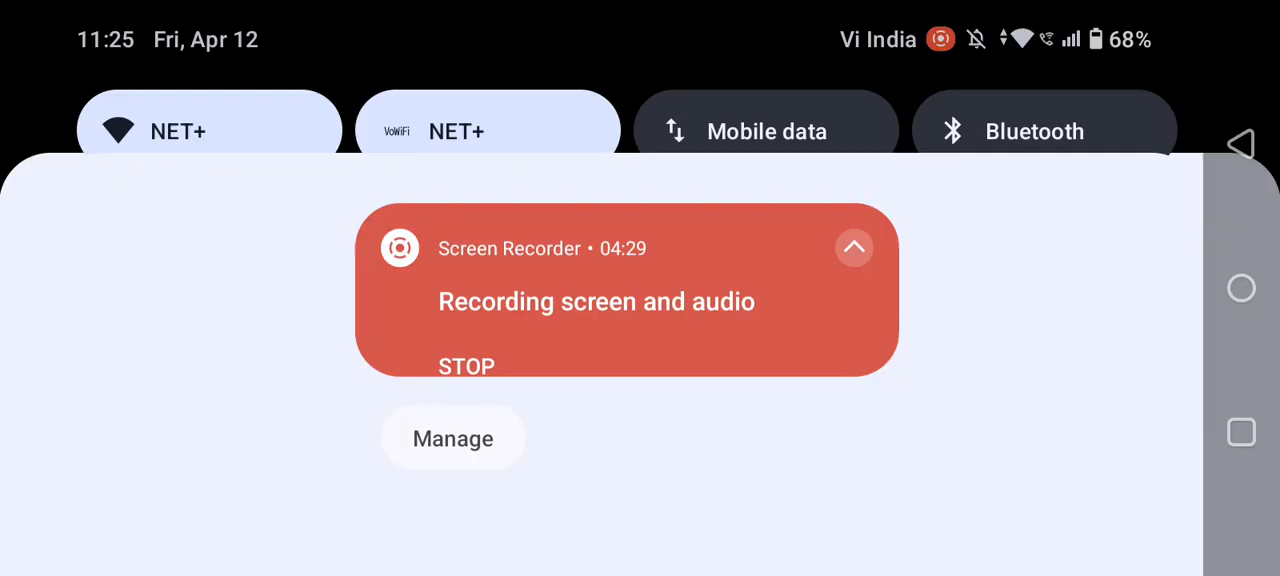 11:25 Fri, Apr 12 Vi India 68%
NET+ VoWiFi NET+ Mobile data Bluetooth
Screen Recorder • 04:29
Recording screen and audio
STOP
Manage